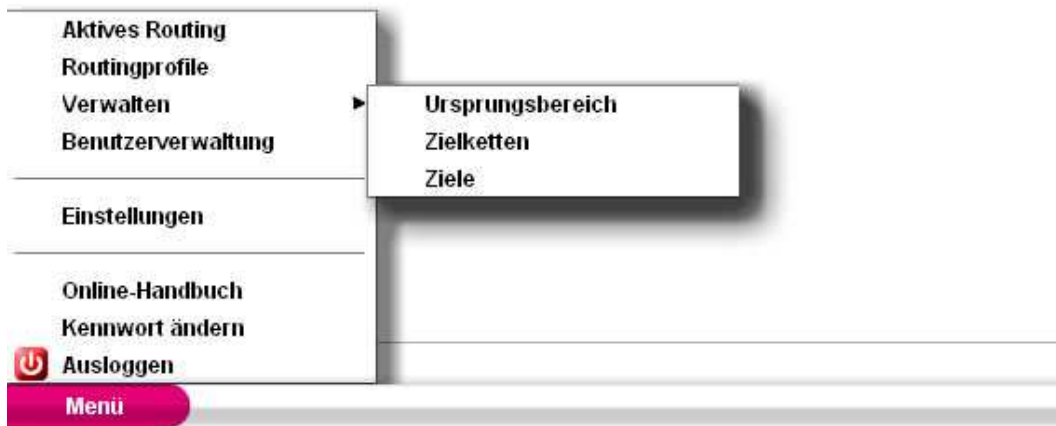 Aktives Routing
Routingprofile
Verwalten
Benutzerverwaltung
Ursprungsbereich
Zielketten
Ziele
Einstellungen
Online-Handbuch
Kennwort ändern
Ausloggen
Menü